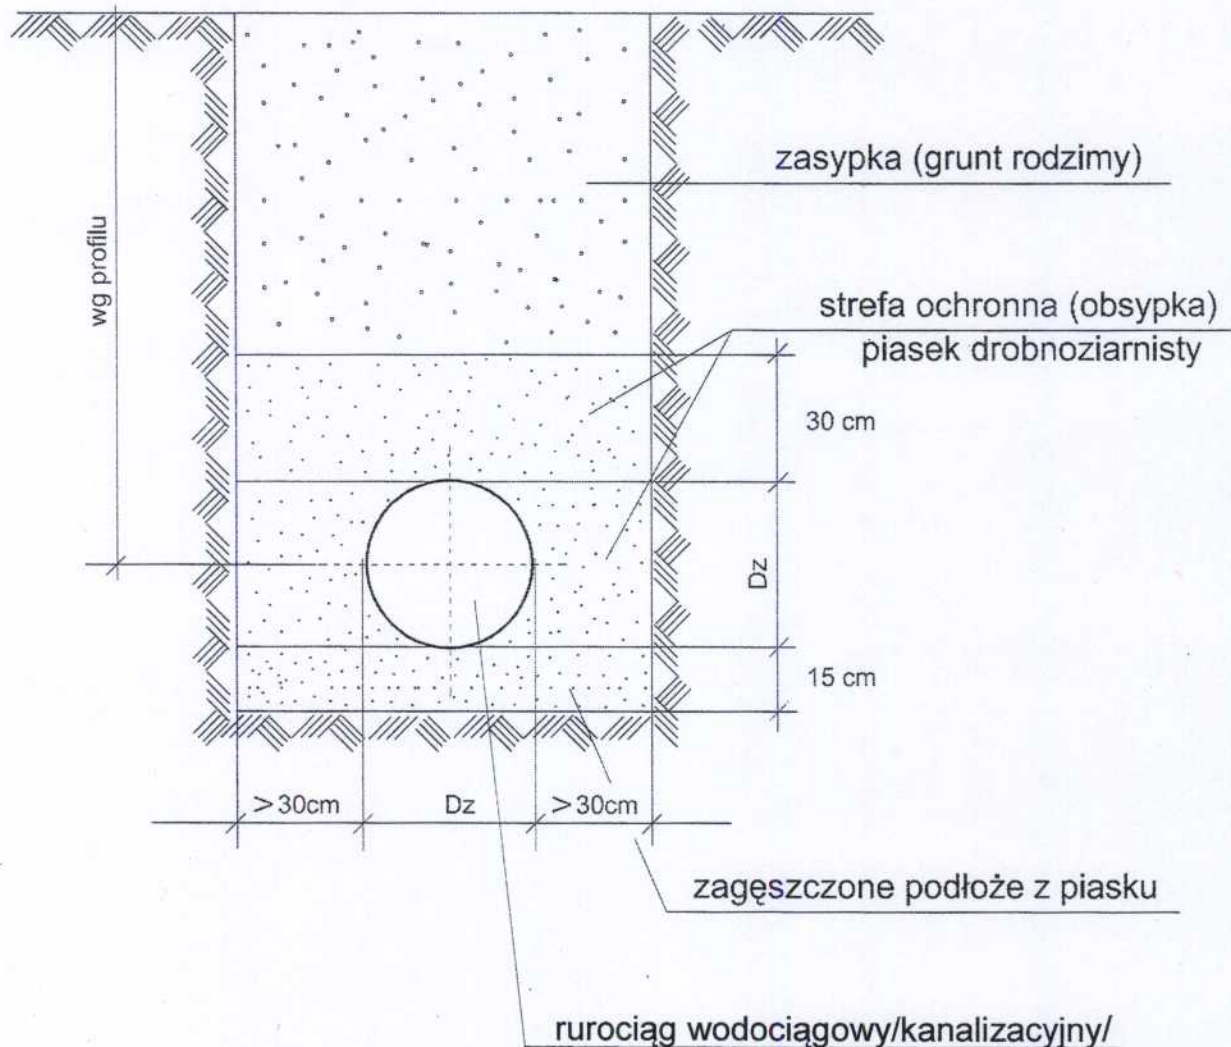 zasypka (grunt rodzimy)
wg profilu
strefa ochronna (obsypka)
piasek drobnoziarnisty
30 cm
Dz
15 cm
>30cm
Dz
>30cm
zagęszczone podłoże z piasku
rurociąg wodociągowy/kanalizacyjny/